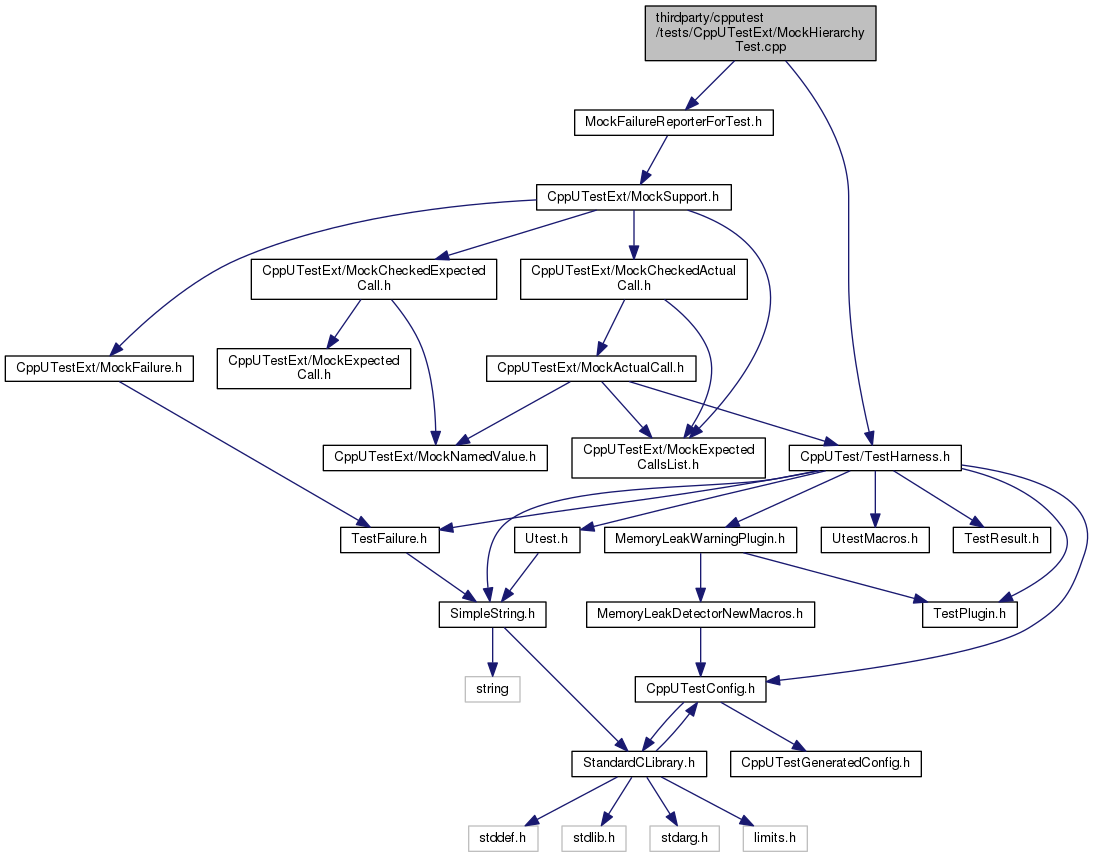 thirdparty/cpputest
/tests/CppUTestExt/MockHierarchy
Test.cpp
MockFailureReporterForTest.h
CppUTestExt/MockSupport.h
CppUTestExt/MockCheckedExpected
Call.h
CppUTestExt/MockCheckedActual
Call.h
CppUTestExt/MockFailure.h
CppUTestExt/MockExpected
Call.h
CppUTestExt/MockActualCall.h
CppUTestExt/MockNamedValue.h
CppUTestExt/MockExpected
CallsList.h
CppUTest/TestHarness.h
TestFailure.h
Utest.h
MemoryLeakWarningPlugin.h
UtestMacros.h
TestResult.h
SimpleString.h
MemoryLeakDetectorNewMacros.h
TestPlugin.h
string
CppUTestConfig.h
StandardCLibrary.h
CppUTestGeneratedConfig.h
stddef.h
stdlib.h
stdarg.h
limits.h